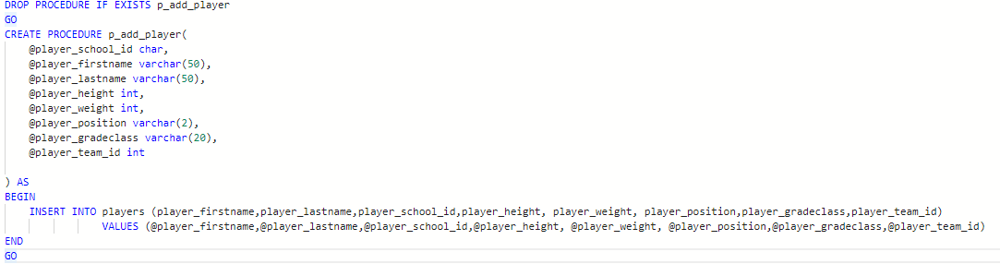 DROP PROCEDURE IF EXISTS p_add_player
GO
CREATE PROCEDURE p_add_player(
@player_school_id char,
@player_firstname varchar(50),
@player_lastname varchar(50),
@player_height int,
@player_weight int,
@player_position varchar(2),
@player_gradeclass varchar(20),
@player_team_id int
) AS
BEGIN
INSERT INTO players (player_firstname,player_lastname,player_school_id,player_height, player_weight, player_position,player_gradeclass,player_team_id)
VALUES (@player_firstname,@player_lastname,@player_school_id,@player_height, @player_weight, @player_position,@player_gradeclass,@player_team_id)
END
GO